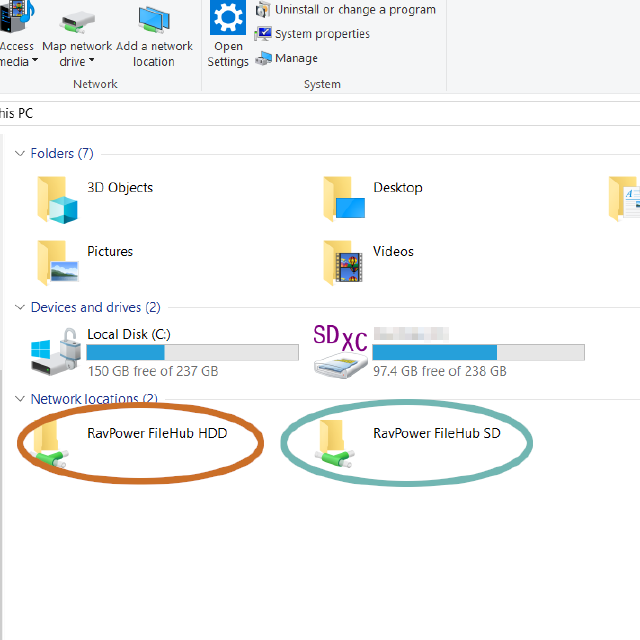 Access media
Map network drive
Add a network location
Open Settings
Uninstall or change a program
System properties
Manage
Network
System
his PC
Folders (7)
3D Objects
Desktop
Pictures
Videos
Devices and drives (2)
Local Disk (C:)
150 GB free of 237 GB
SD XC
97.4 GB free of 238 GB
Network locations (2)
RavPower FileHub HDD
RavPower FileHub SD